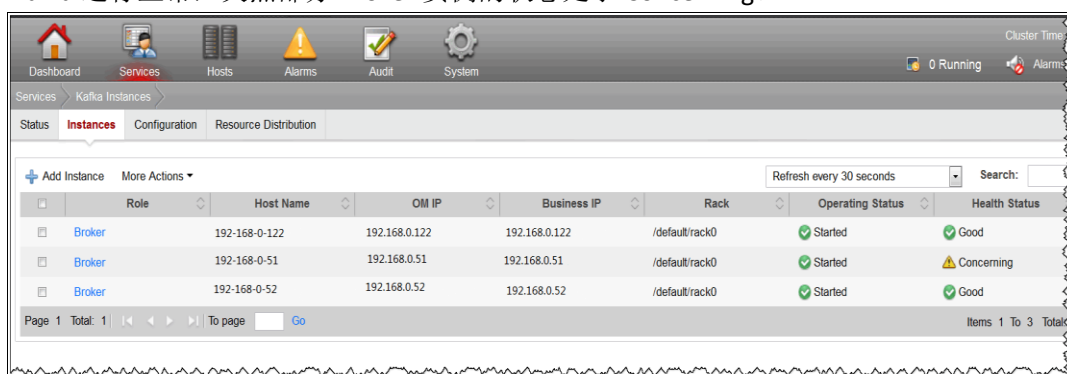 Cluster Time
Dashboard Services Hosts Alarms Audit System
0 Running Alarms
Services Kafka Instances
Status Instances Configuration Resource Distribution
Add Instance More Actions Refresh every 30 seconds Search:
Role Host Name OM IP Business IP Rack Operating Status Health Status
Broker 192-168-0-122 192.168.0.122 192.168.0.122 /default/rack0 Started Good
Broker 192-168-0-51 192.168.0.51 192.168.0.51 /default/rack0 Started Concerning
Broker 192-168-0-52 192.168.0.52 192.168.0.52 /default/rack0 Started Good
Page 1 Total: 1 To page Go Items 1 To 3 Total